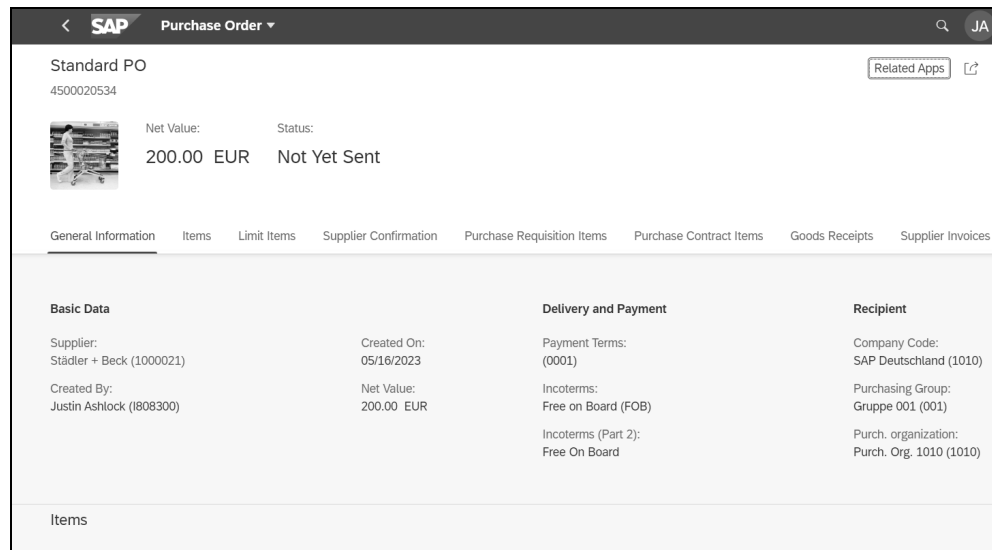 SAP Purchase Order
JA
Standard PO
Related Apps
4500020534
Net Value: Status:
200.00 EUR Not Yet Sent
General Information Items Limit Items Supplier Confirmation Purchase Requisition Items Purchase Contract Items Goods Receipts Supplier Invoices
Basic Data
Supplier:
Städler + Beck (1000021)
Created By:
Justin Ashlock (I808300)
Created On:
05/16/2023
Net Value:
200.00 EUR
Delivery and Payment
Payment Terms:
(0001)
Incoterms:
Free on Board (FOB)
Incoterms (Part 2):
Free On Board
Recipient
Company Code:
SAP Deutschland (1010)
Purchasing Group:
Gruppe 001 (001)
Purch. organization:
Purch. Org. 1010 (1010)
Items